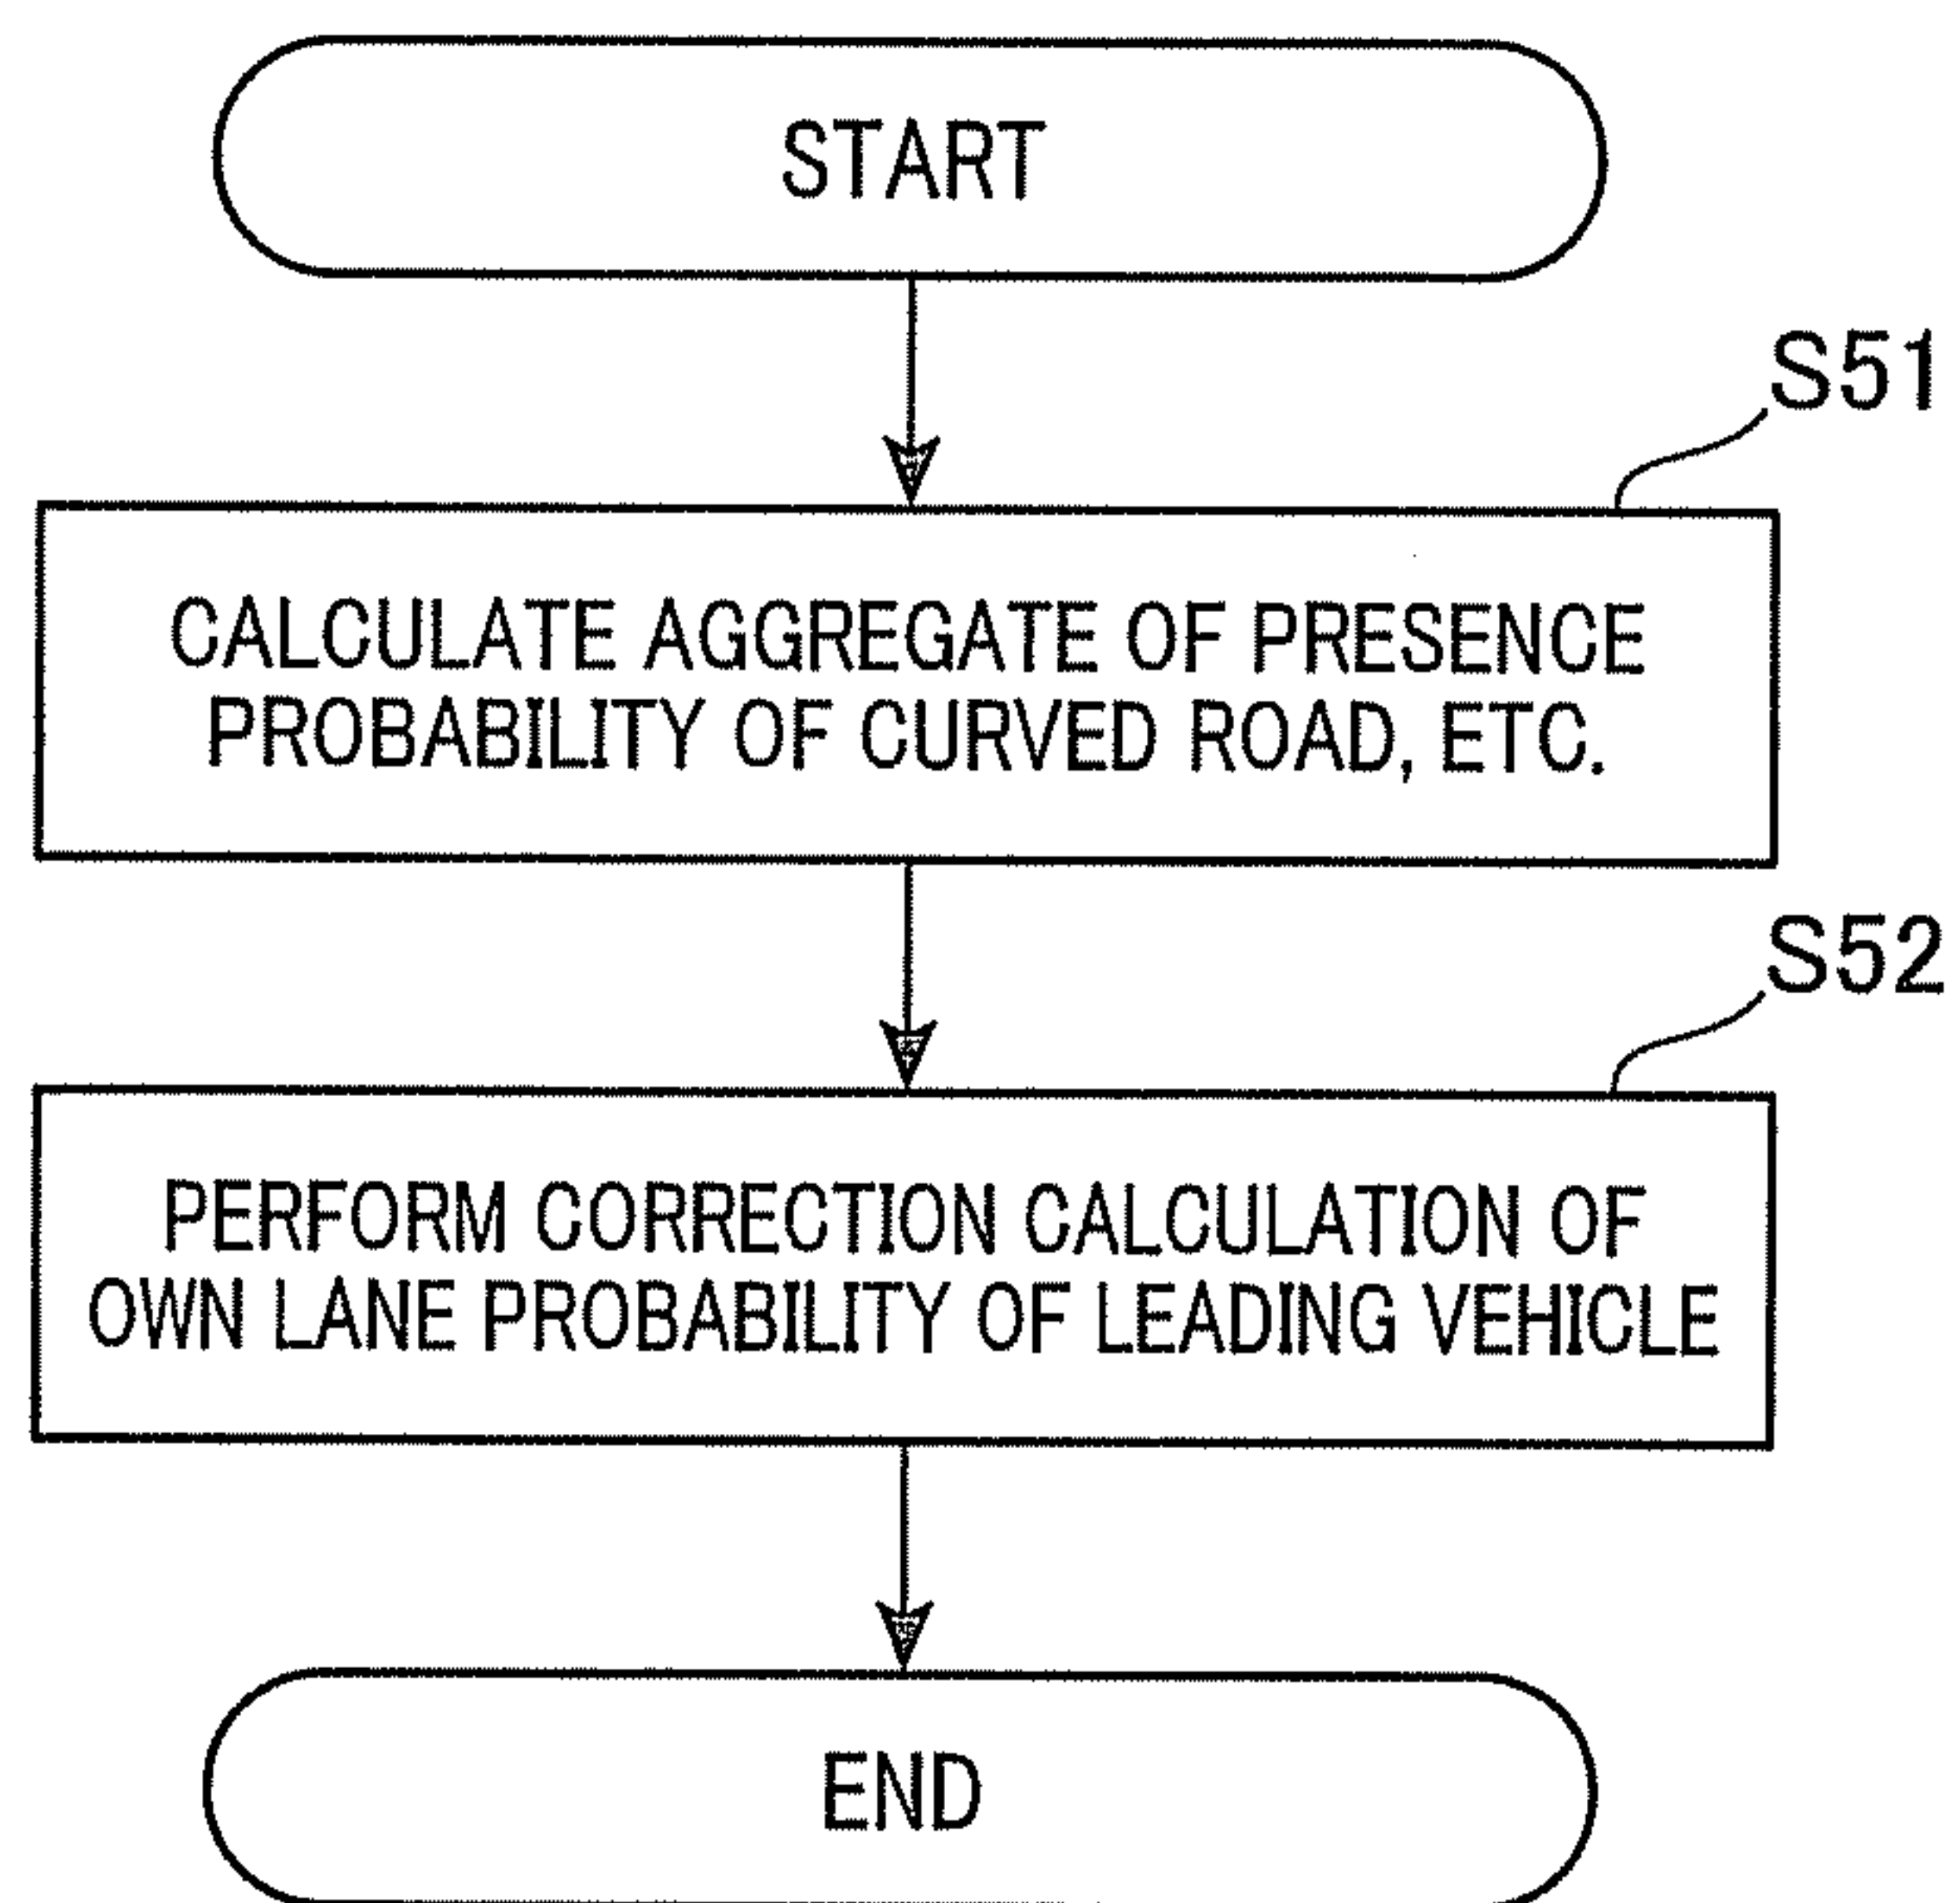 START
S51
CALCULATE AGGREGATE OF PRESENCE
PROBABILITY OF CURVED ROAD, ETC.
S52
PERFORM CORRECTION CALCULATION OF
OWN LANE PROBABILITY OF LEADING VEHICLE
END